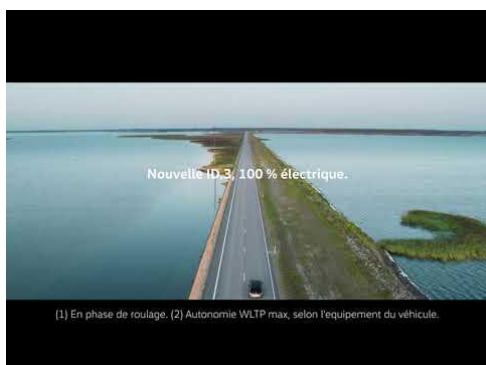 Nouvelle ID.3, 100 % électrique.
(1) En phase de roulage. (2) Autonomie WLTP max, selon l'equipement du véhicule.